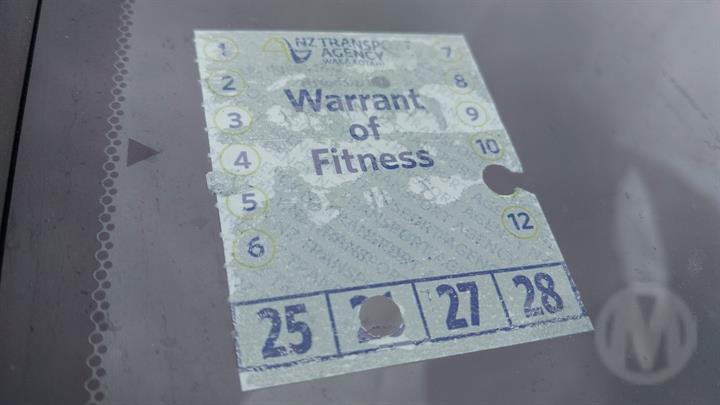 NZ TRANSPO
AGENCY
WAKA KOTAHI
Warrant
of
Fitness
1
2
3
4
5
6
7
8
9
10
12
25
27
28
M